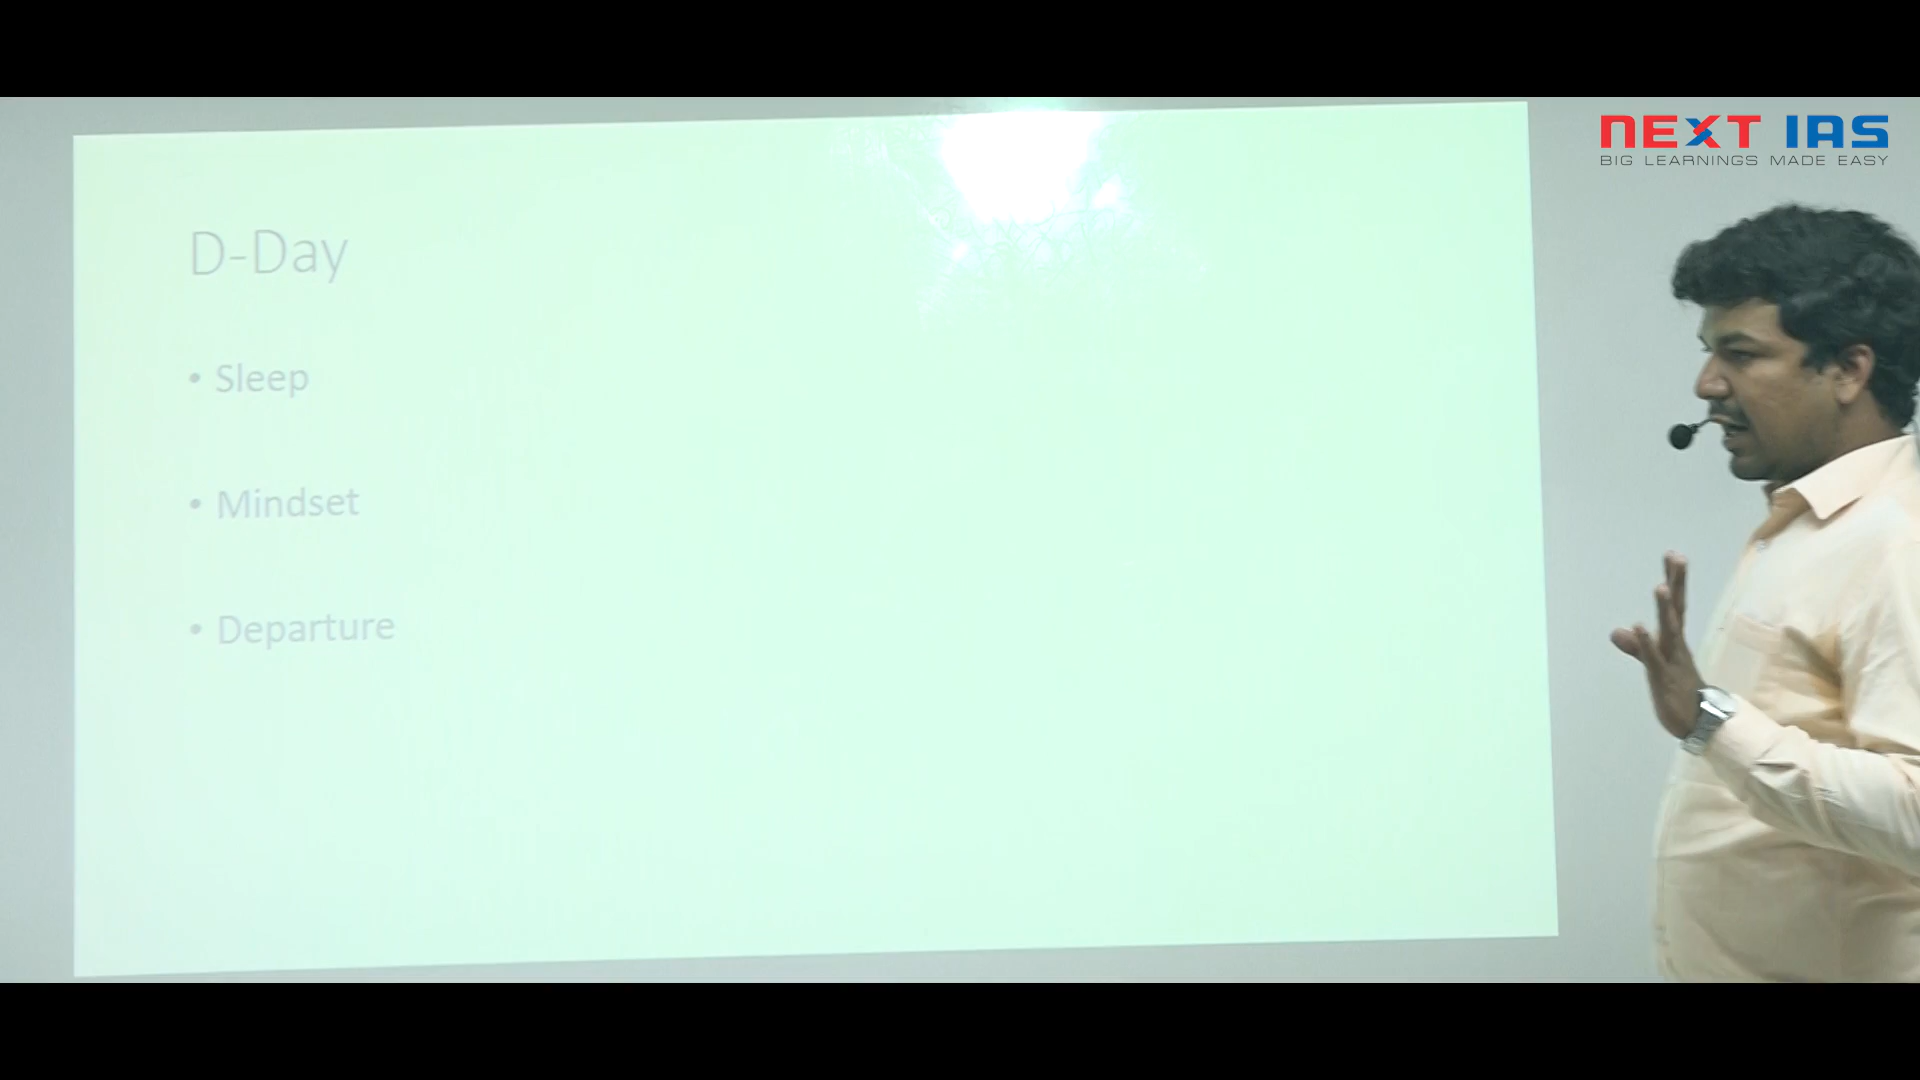 NEXT IAS
BIG LEARNINGS MADE EASY
D-Day
• Sleep
• Mindset
• Departure